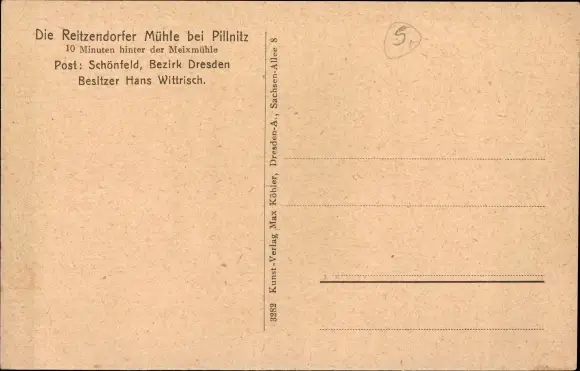 Die Reitzendorfer Mühle bei Pillnitz
10 Minuten hinter der Meixmühle
Post: Schönfeld, Bezirk Dresden
Besitzer Hans Wittrisch.
3282 Kunst-Verlag Max Köhler, Dresden-A., Sachsen-Allee 8
5.